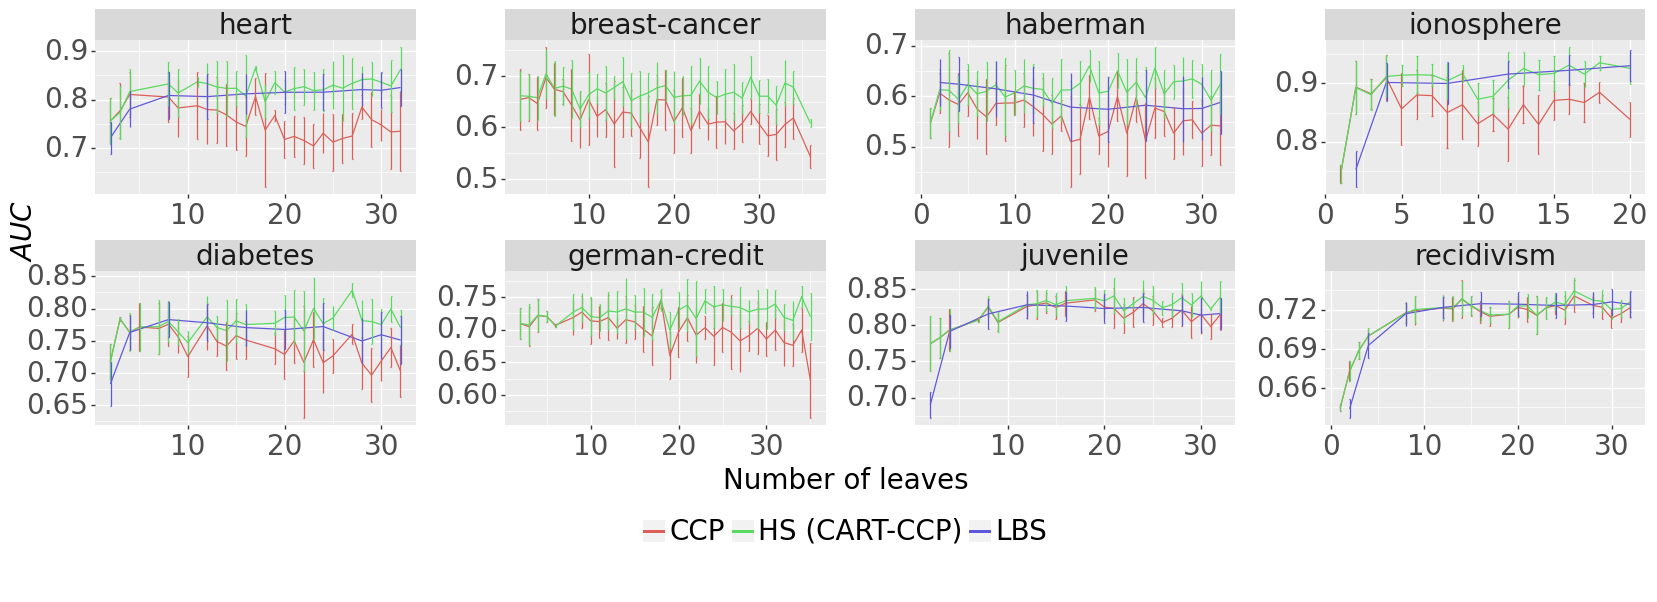 heart breast-cancer haberman ionosphere
0.9 0.8 0.7
0.7 0.6 0.5
0.7 0.6 0.5
0.9 0.8
10 20 30
10 20 30
0 10 20 30
0 5 10 15 20
AUC
diabetes german-credit juvenile recidivism
0.85 0.80 0.75 0.70 0.65
0.75 0.70 0.65 0.60
0.85 0.80 0.75 0.70
0.72 0.69 0.66
10 20 30
10 20 30
10 20 30
0 10 20 30
Number of leaves
CCP HS (CART-CCP) LBS